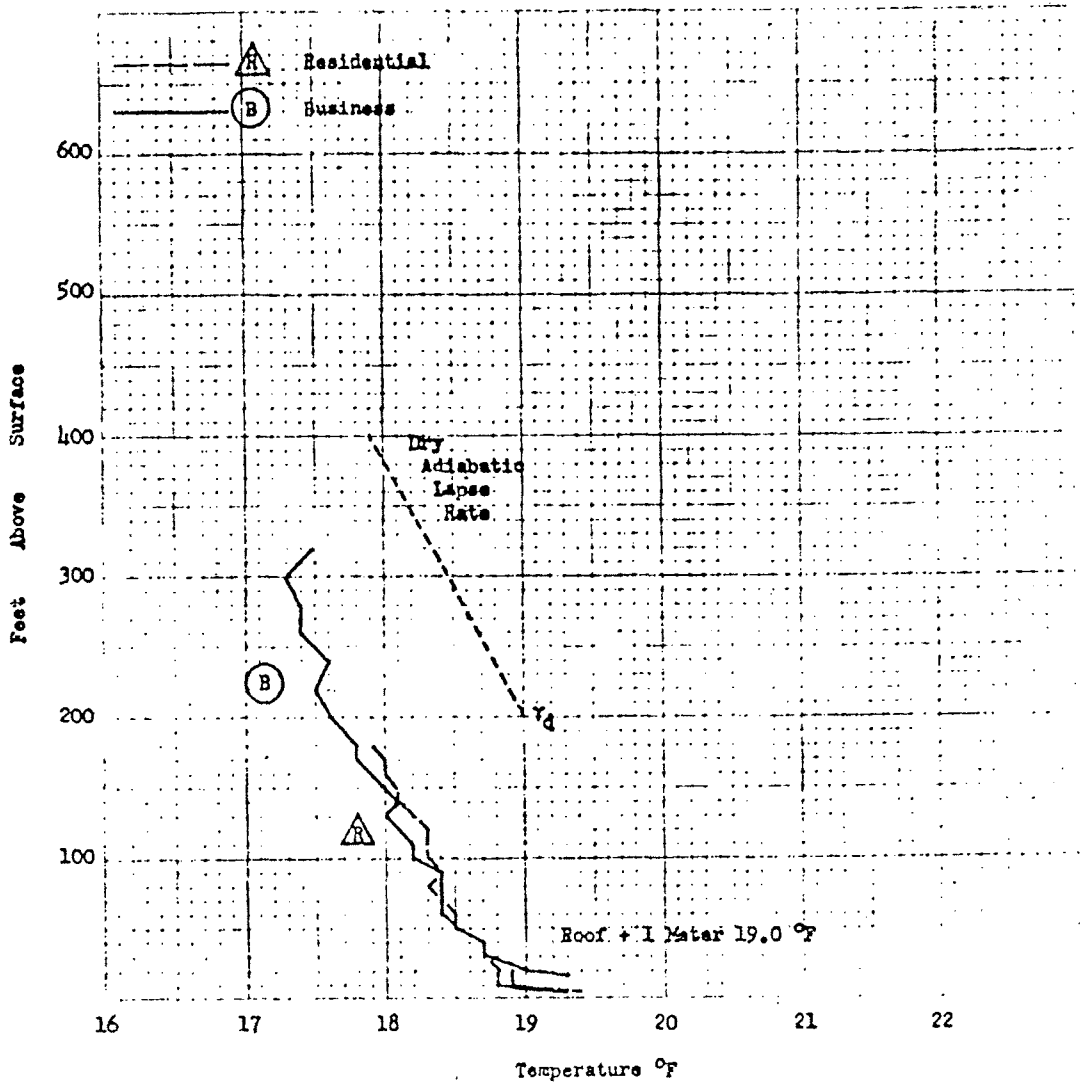 R Residential
B Business
600
500
400
300
200
100
Feet Above Surface
Dry
Adiabatic
Lapse
Rate
γd
B
R
Roof + 1 Meter 19.0 °F
16 17 18 19 20 21 22
Temperature °F